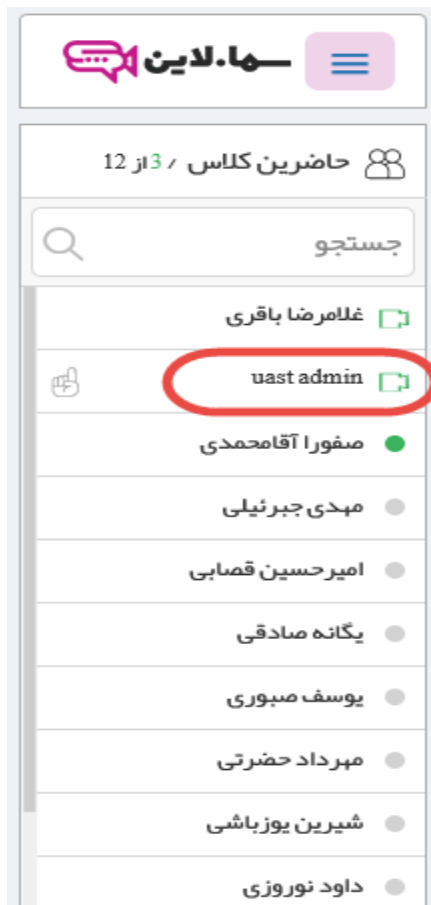 سما.لاین
حاضرین کلاس / 3 از 12
جستجو
غلامرضا باقری
uast admin
صفورا آقامحمدی
مهدی جبرئیلی
امیرحسین قصابی
یگانه صادقی
یوسف صبوری
مهرداد حضرتی
شیرین یوزباشی
داود نوروزی